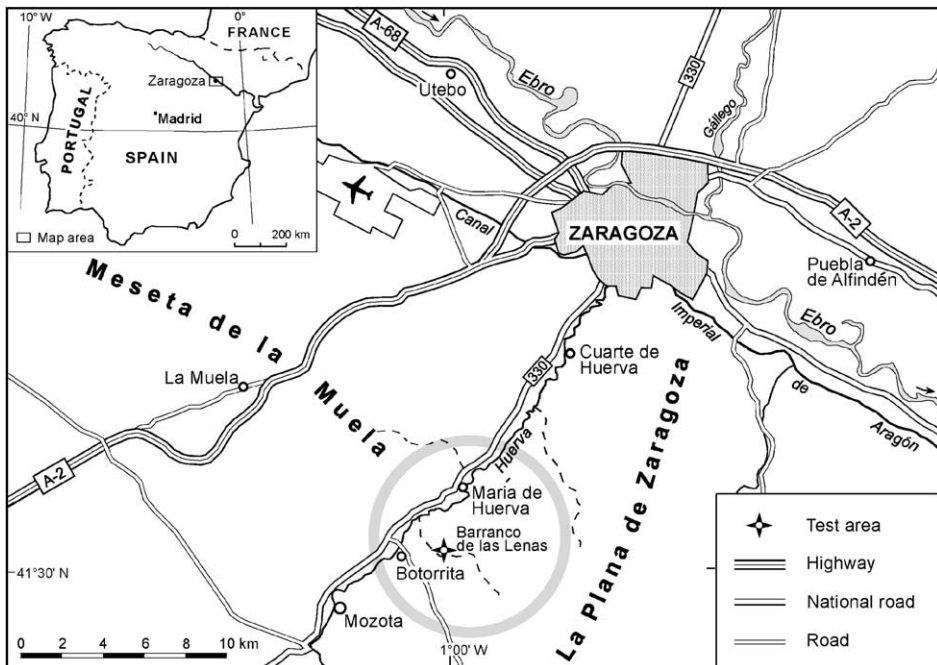 10° W
0°
FRANCE
Zaragoza
40° N
Madrid
PORTUGAL
SPAIN
Map area
0 200 km
A-68
Utebo
Ebro
330
Gállego
Canal
ZARAGOZA
A-2
Puebla
de Alfindén
Ebro
Imperial
de
Aragón
Meseta de la
Muela
La Muela
330
Cuarte de
Huerva
Huerva
La Plana de Zaragoza
A-2
Maria de
Huerva
Barranco
de las Lenas
Botorrita
Mozota
41°30' N
1°00' W
0 2 4 6 8 10 km
Test area
Highway
National road
Road